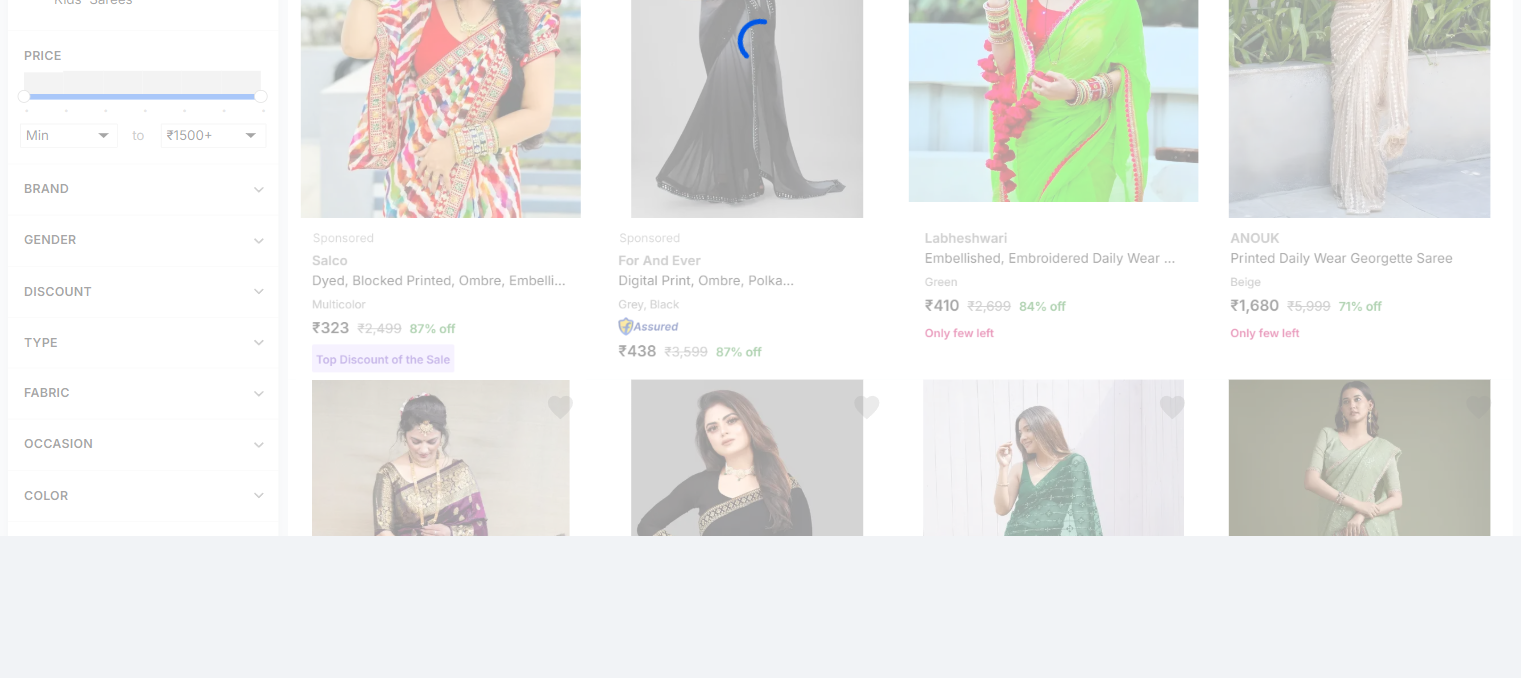 Kids' Sarees
PRICE
Min to ₹1500+
BRAND
GENDER
DISCOUNT
TYPE
FABRIC
OCCASION
COLOR
Sponsored
Salco
Dyed, Blocked Printed, Ombre, Embelli...
Multicolor
₹323 ₹2,499 87% off
Top Discount of the Sale
Sponsored
For And Ever
Digital Print, Ombre, Polka...
Grey, Black
Assured
₹438 ₹3,599 87% off
Labheshwari
Embellished, Embroidered Daily Wear ...
Green
₹410 ₹2,699 84% off
Only few left
ANOUK
Printed Daily Wear Georgette Saree
Beige
₹1,680 ₹5,999 71% off
Only few left